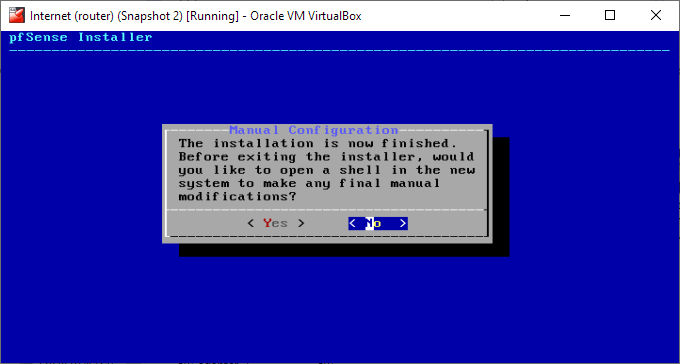 Internet (router) (Snapshot 2) [Running] - Oracle VM VirtualBox
pfSense Installer
Manual Configuration
The installation is now finished.
Before exiting the installer, would
you like to open a shell in the new
system to make any final manual
modifications?
< Yes > < No >